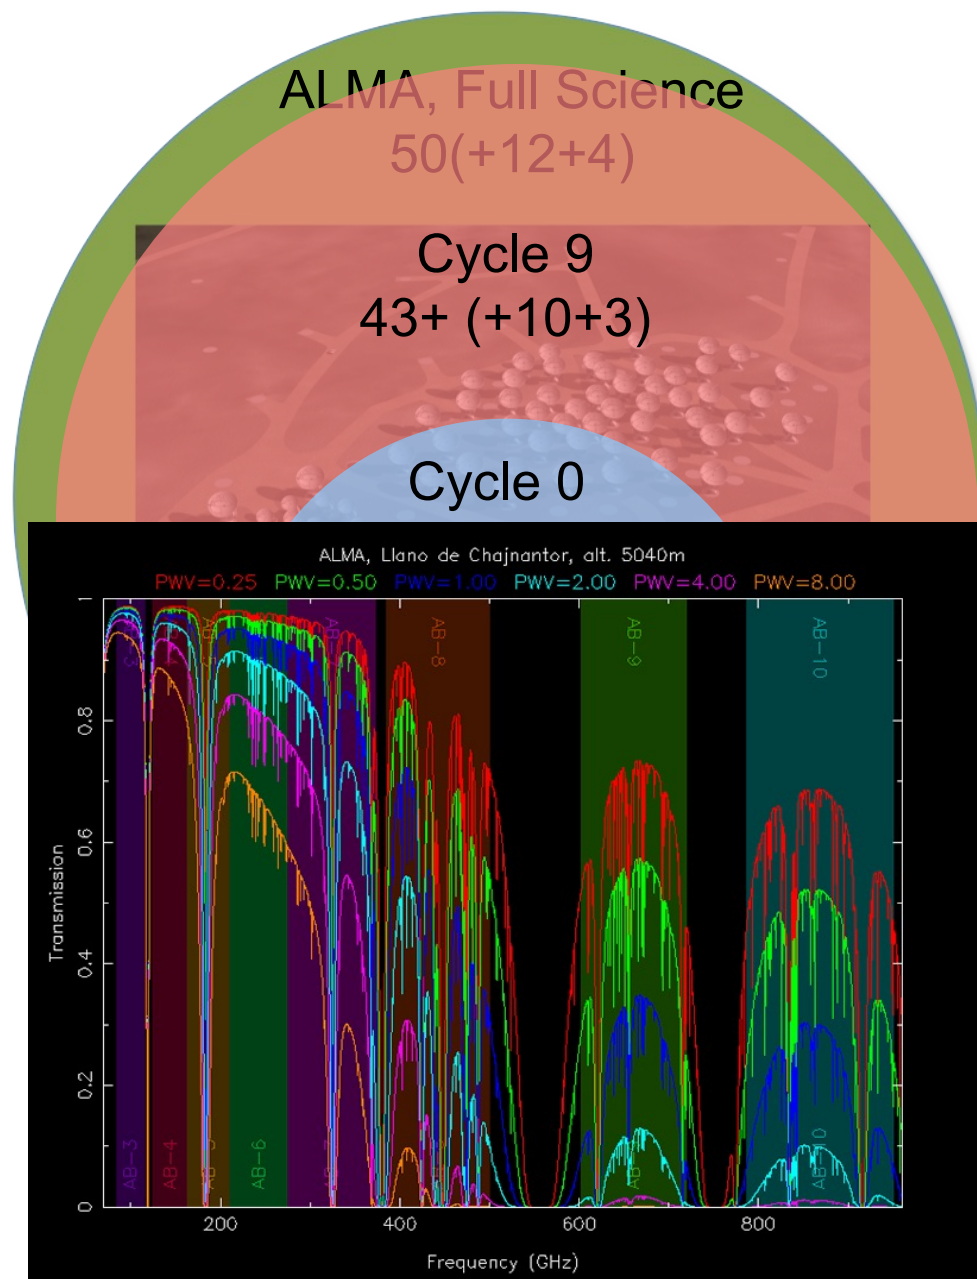 ALMA, Full Science
50(+12+4)
Cycle 9
43+ (+10+3)
Cycle 0
ALMA, Llano de Chajnantor, alt. 5040m
PWV=0.25 PWV=0.50 PWV=1.00 PWV=2.00 PWV=4.00 PWV=8.00
AB-8
AB-9
AB-10
1
0.8
0.6
0.4
0.2
0
Transmission
AB-3
AB-4
AB-6
200
400
600
800
Frequency (GHz)